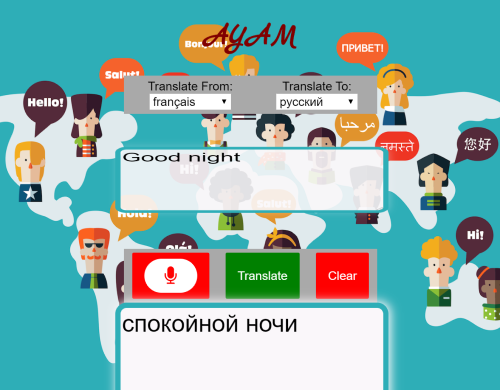 AYAM
Bonjour!
ПРИВЕТ!
Salut!
Translate From:
Translate To:
français
русский
Hello!
مرحبا
नमस्ते
您好
Good night
Hi!
Hola!
Salut!
Olá!
Hi!
Translate
Clear
спокойной ночи